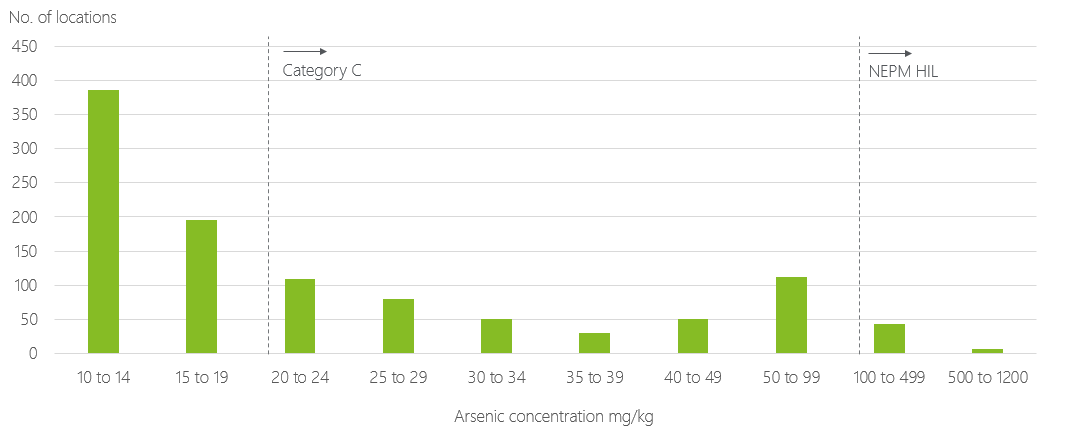 No. of locations
450
400
350
300
250
200
150
100
50
0
Category C
NEPM HIL
10 to 14
15 to 19
20 to 24
25 to 29
30 to 34
35 to 39
40 to 49
50 to 99
100 to 499
500 to 1200
Arsenic concentration mg/kg